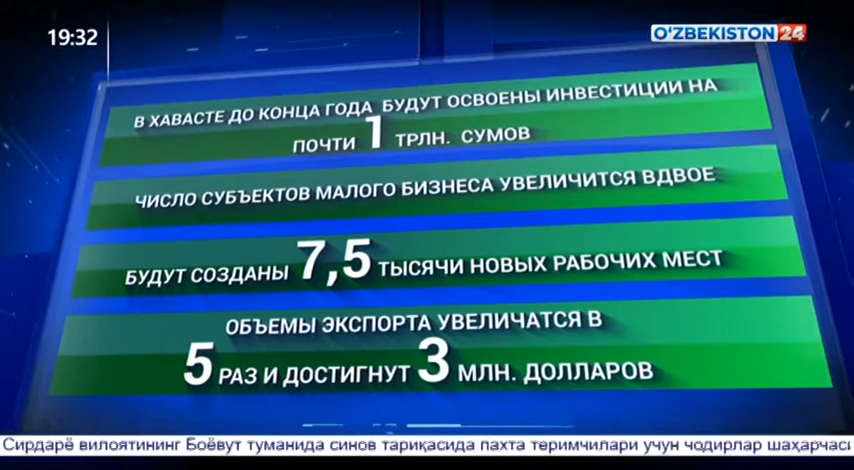 19:32
O'ZBEKISTON 24
В ХАВАСТЕ ДО КОНЦА ГОДА БУДУТ ОСВОЕНЫ ИНВЕСТИЦИИ НА
ПОЧТИ 1 ТРЛН. СУМОВ
ЧИСЛО СУБЪЕКТОВ МАЛОГО БИЗНЕСА УВЕЛИЧИТСЯ ВДВОЕ
БУДУТ СОЗДАНЫ 7,5 ТЫСЯЧИ НОВЫХ РАБОЧИХ МЕСТ
ОБЪЕМЫ ЭКСПОРТА УВЕЛИЧАТСЯ В
5 РАЗ И ДОСТИГНУТ 3 МЛН. ДОЛЛАРОВ
Сирдарё вилоятининг Боёвут туманида синов тариқасида пахта теримчилари учун чодирлар шаҳарчаси